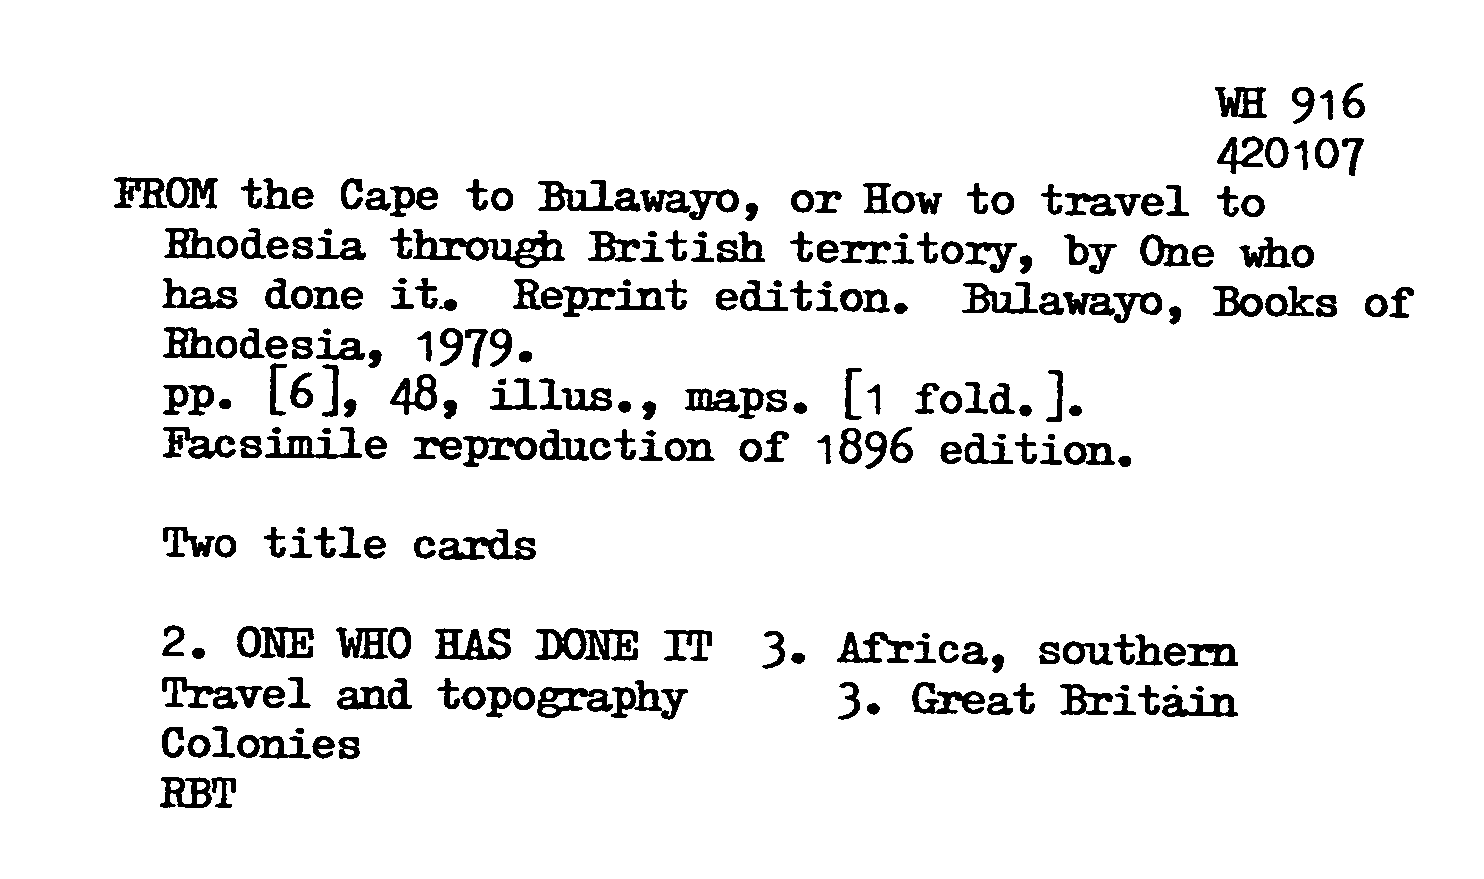 WH 916
420107
FROM the Cape to Bulawayo, or How to travel to
Rhodesia through British territory, by One who
has done it. Reprint edition. Bulawayo, Books of
Rhodesia, 1979.
pp. [6], 48, illus., maps. [1 fold.].
Facsimile reproduction of 1896 edition.
Two title cards
2. ONE WHO HAS DONE IT 3. Africa, southern
Travel and topography 3. Great Britain
Colonies
RBT